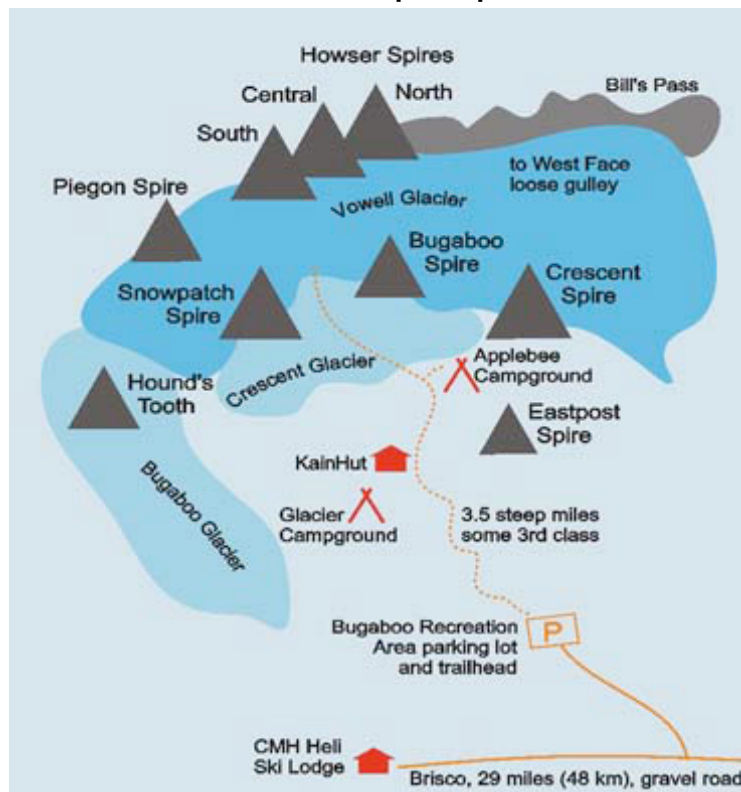 Howser Spires
Central
North
South
Bill's Pass
Piegon Spire
to West Face
loose gulley
Vowell Glacier
Bugaboo
Spire
Crescent
Spire
Snowpatch
Spire
Crescent Glacier
Applebee
Campground
Hound's
Tooth
Eastpost
Spire
KainHut
Bugaboo Glacier
Glacier
Campground
3.5 steep miles
some 3rd class
Bugaboo Recreation
Area parking lot
and trailhead
P
CMH Heli
Ski Lodge
Brisco, 29 miles (48 km), gravel road